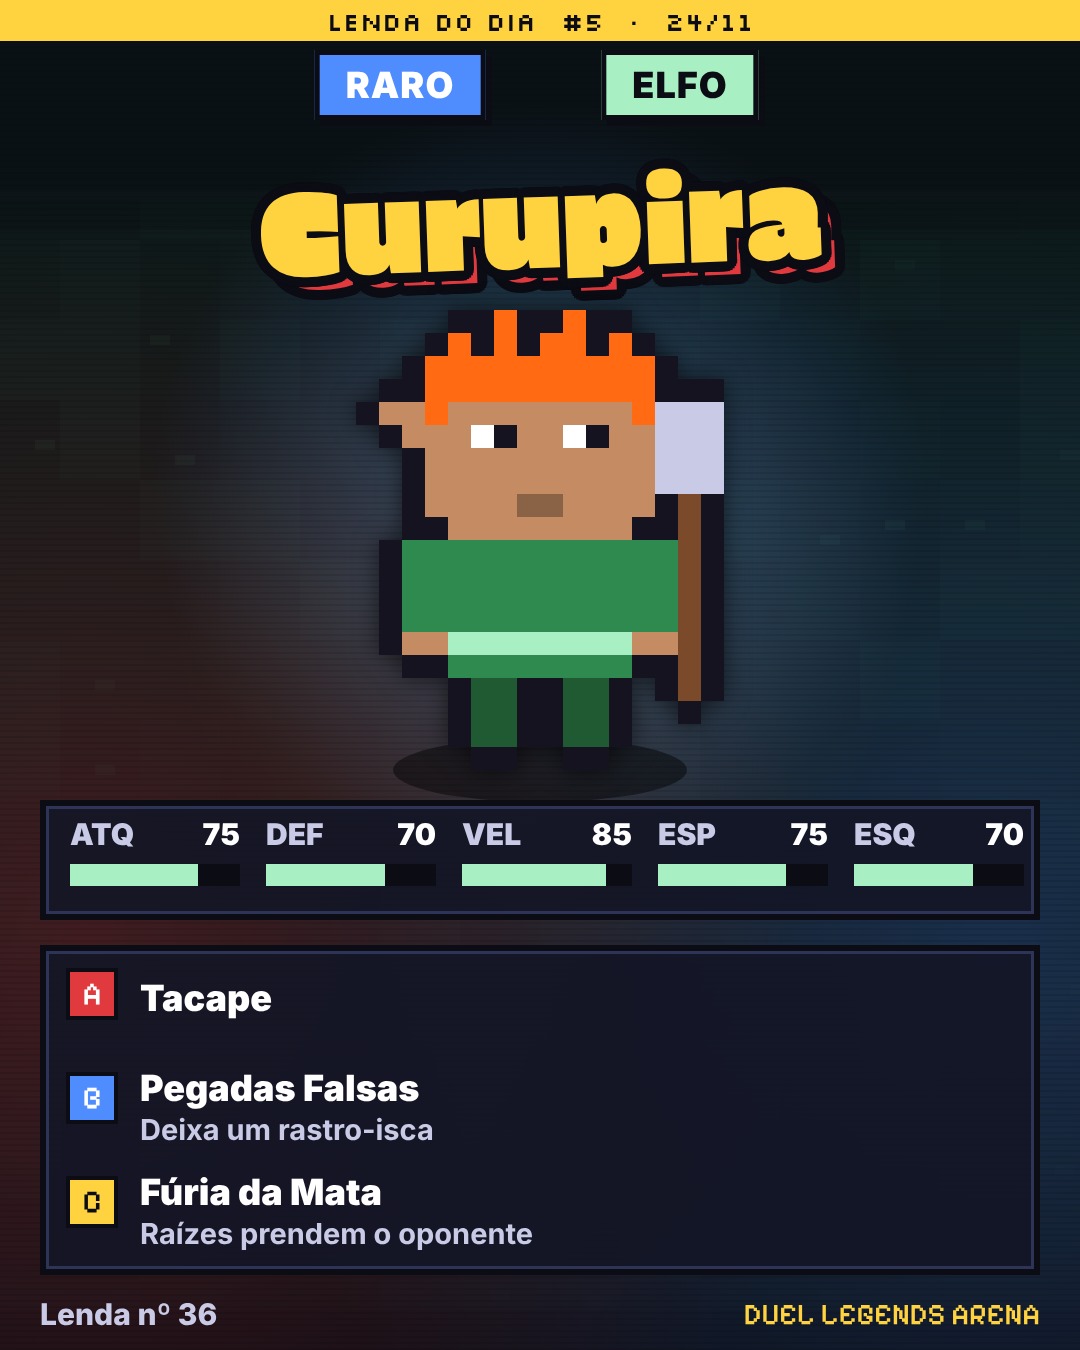 LENDA DO DIA #5 · 24/11
RARO ELFO
Curupira
ATQ 75 DEF 70 VEL 85 ESP 75 ESQ 70
A Tacape
B Pegadas Falsas
Deixa um rastro-isca
C Fúria da Mata
Raízes prendem o oponente
Lenda nº 36 DUEL LEGENDS ARENA